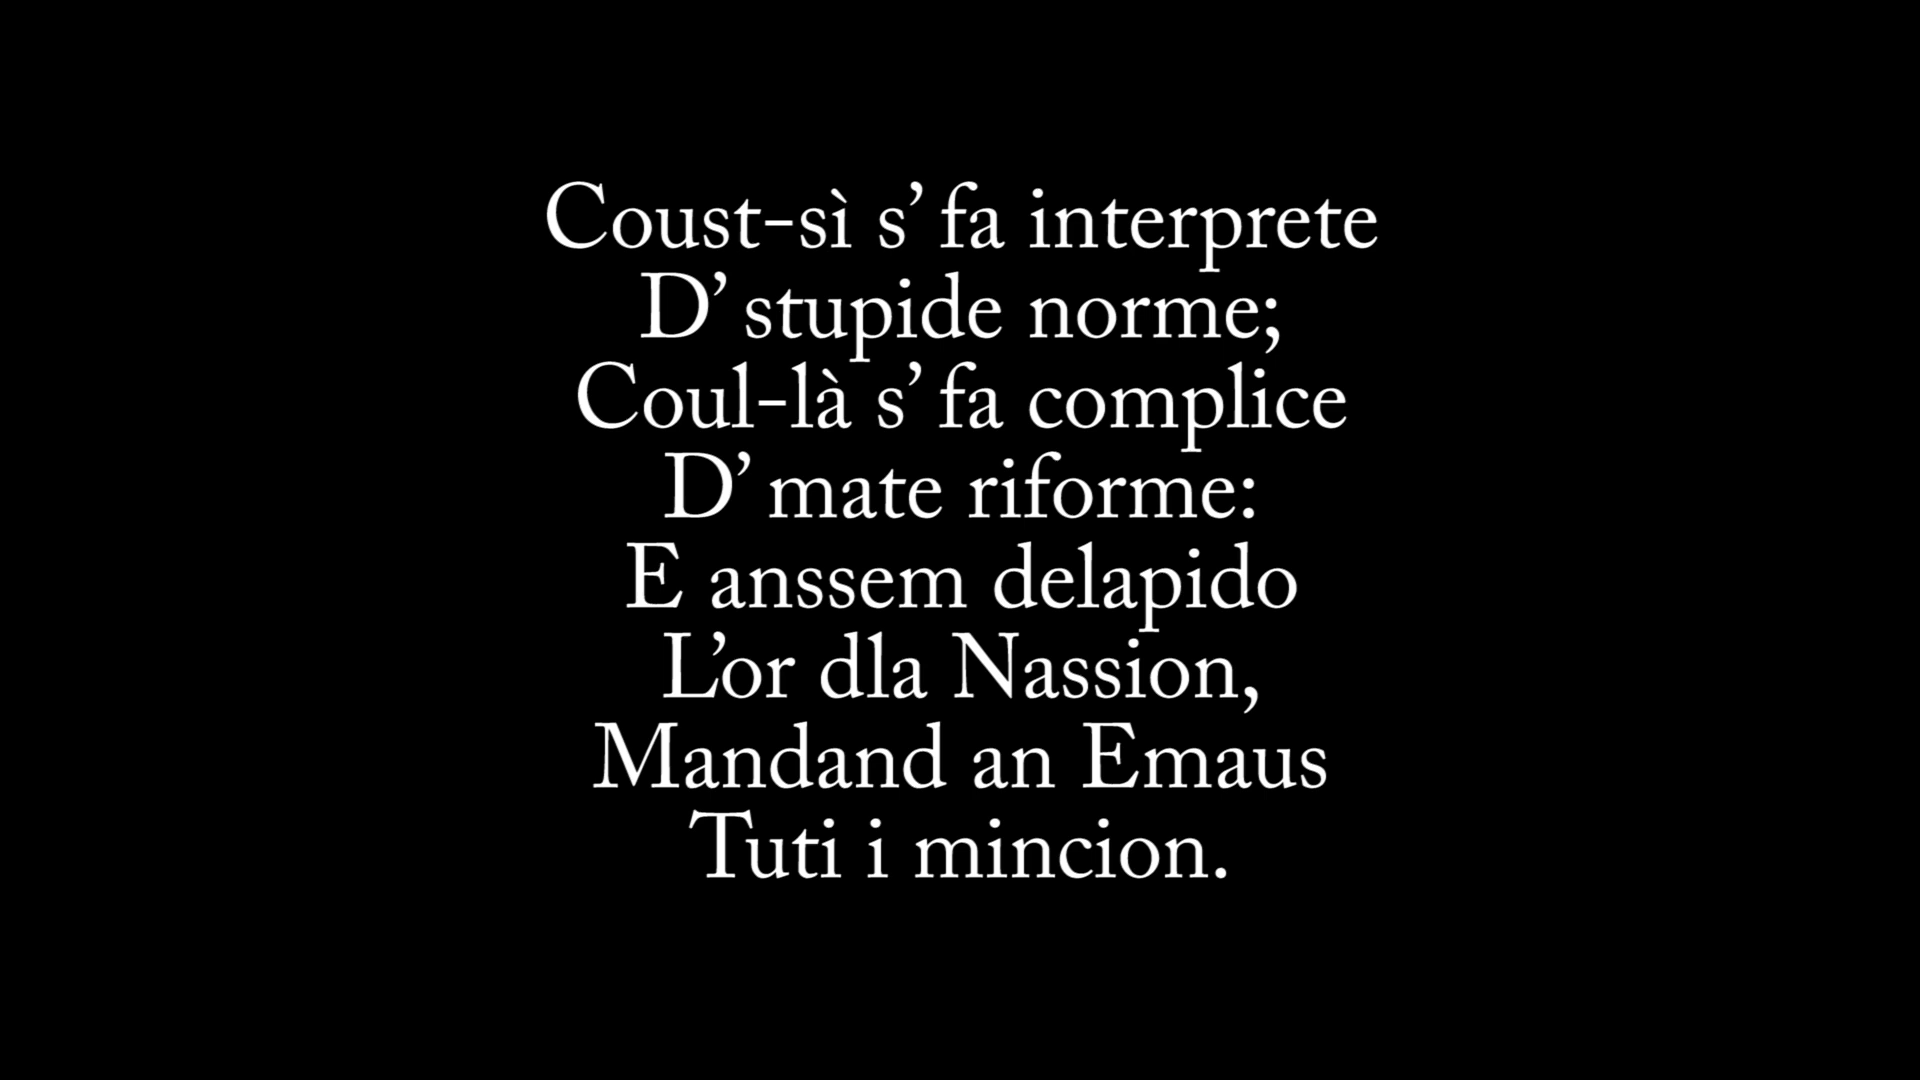 Coust-sì s’ fa interprete
D’ stupide norme;
Coul-là s’ fa complice
D’ mate riforme:
E anssem delapido
L’or dla Nassion,
Mandand an Emaus
Tuti i mincion.